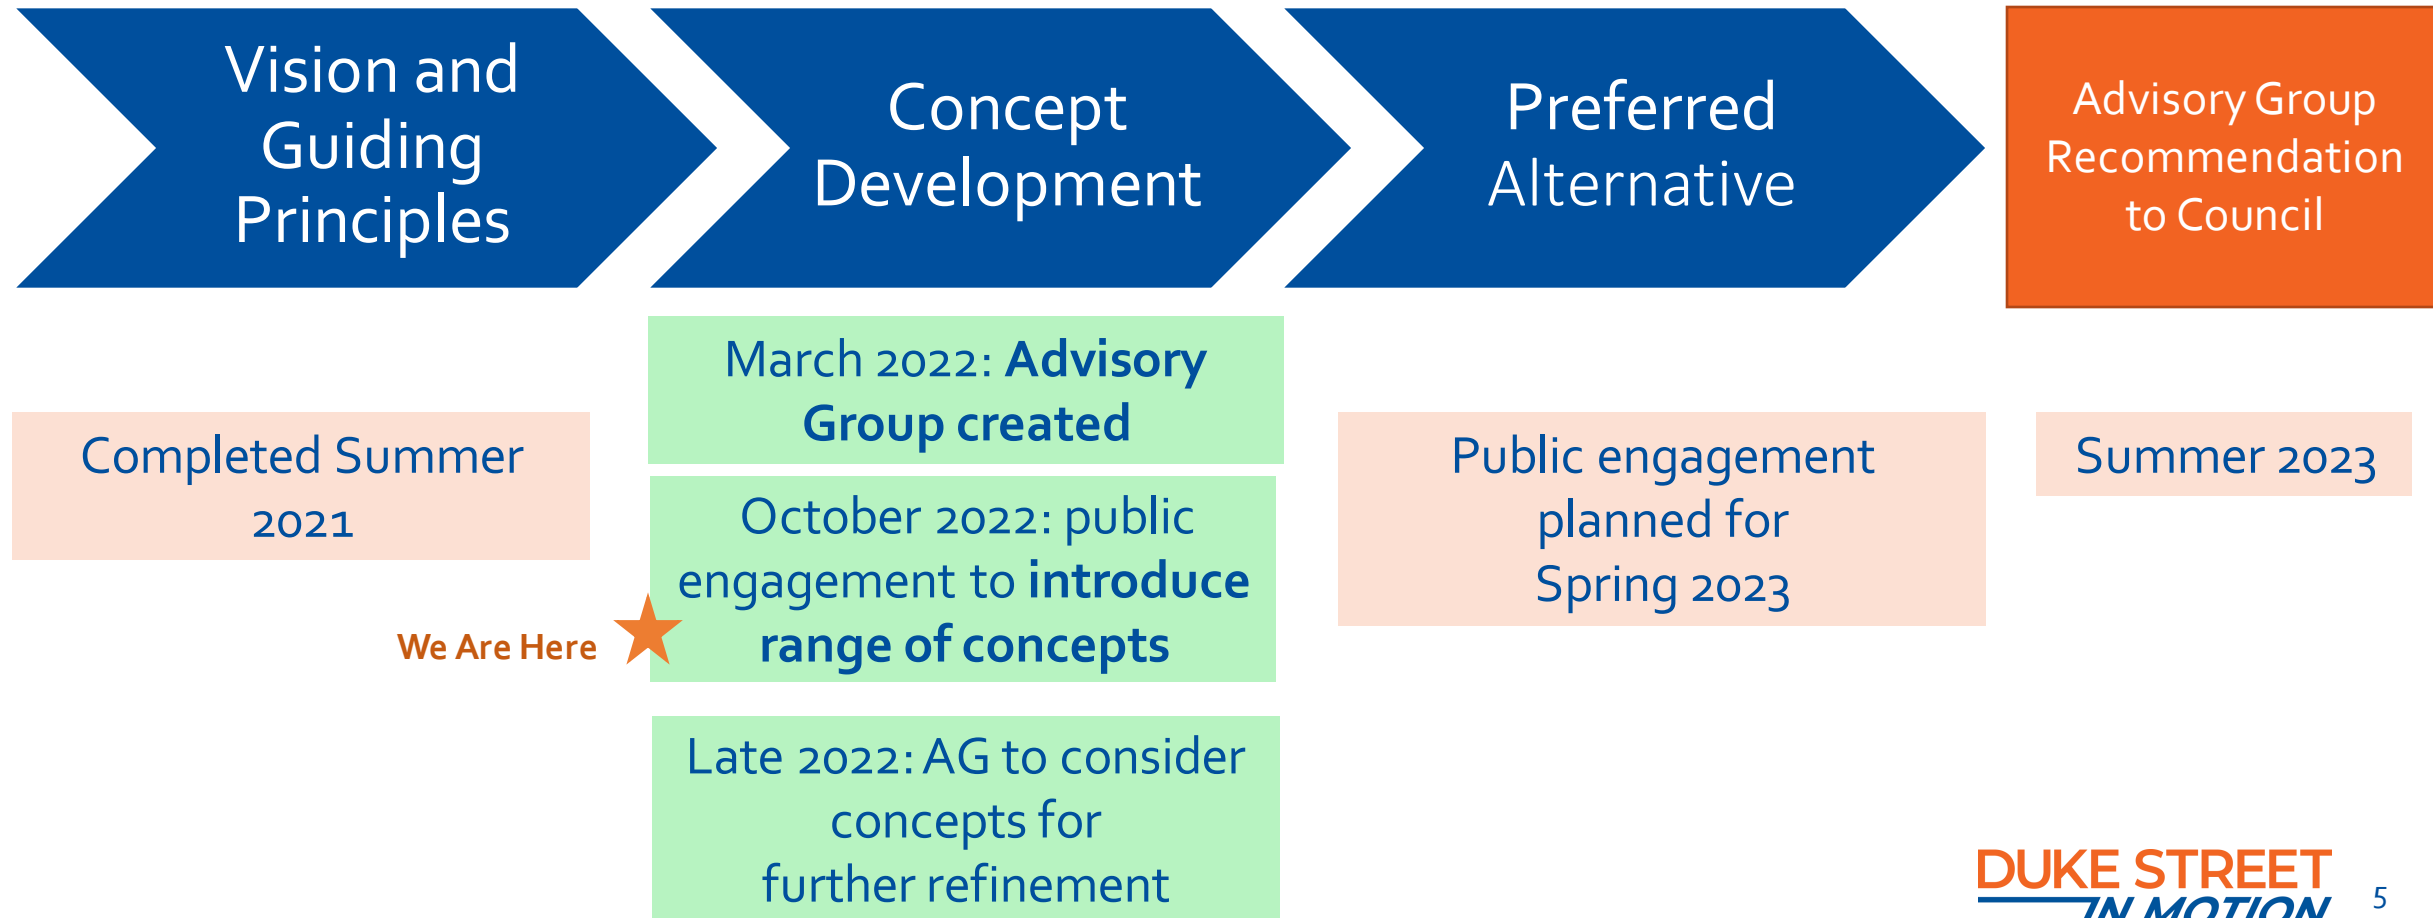 Vision and
Guiding
Principles
Concept
Development
Preferred
Alternative
Advisory Group
Recommendation
to Council
Completed Summer
2021
March 2022: Advisory
Group created
October 2022: public
engagement to introduce
range of concepts
We Are Here
Late 2022: AG to consider
concepts for
further refinement
Public engagement
planned for
Spring 2023
Summer 2023
DUKE STREET
IN MOTION
5